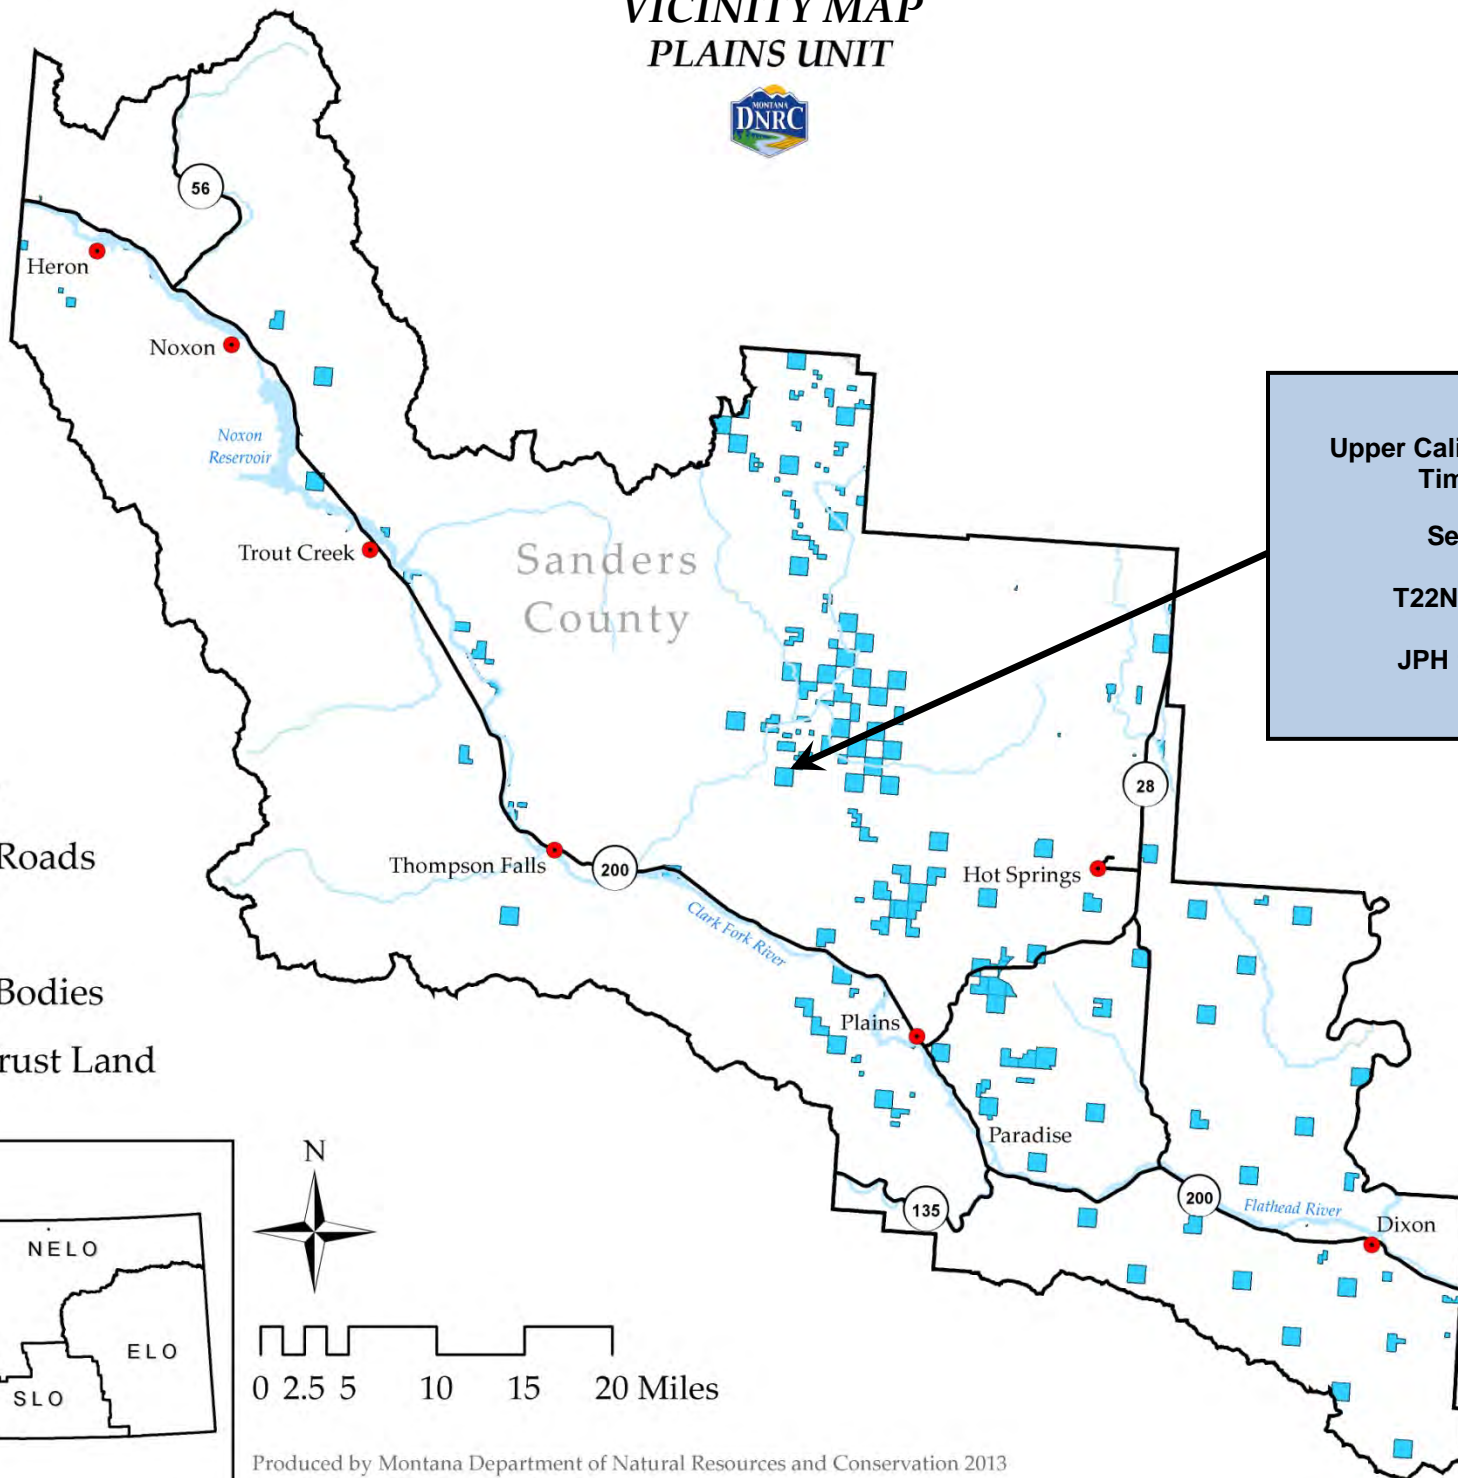 VICINITY MAP
PLAINS UNIT
MONTANA
DNRC
56
Heron
Noxon
Noxon
Reservoir
Trout Creek
Sanders
County
Upper Cali
Tim
Se
T22N
JPH
28
Roads
Thompson Falls
200
Hot Springs
Clark Fork River
Bodies
Plains
rust Land
Paradise
N
135
200
Flathead River
Dixon
NELO
ELO
SLO
0 2.5 5 10 15 20 Miles
Produced by Montana Department of Natural Resources and Conservation 2013